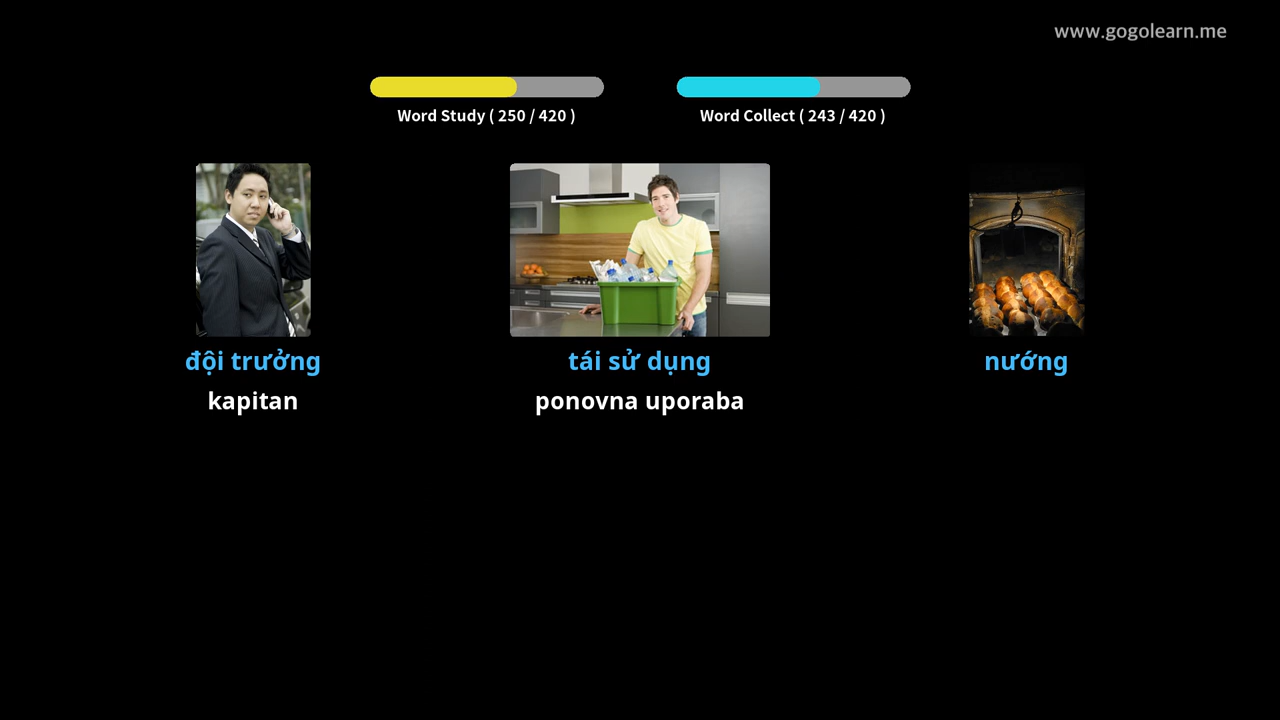 www.gogolearn.me
Word Study ( 250 / 420 )
Word Collect ( 243 / 420 )
đội trưởng
kapitan
tái sử dụng
ponovna uporaba
nướng